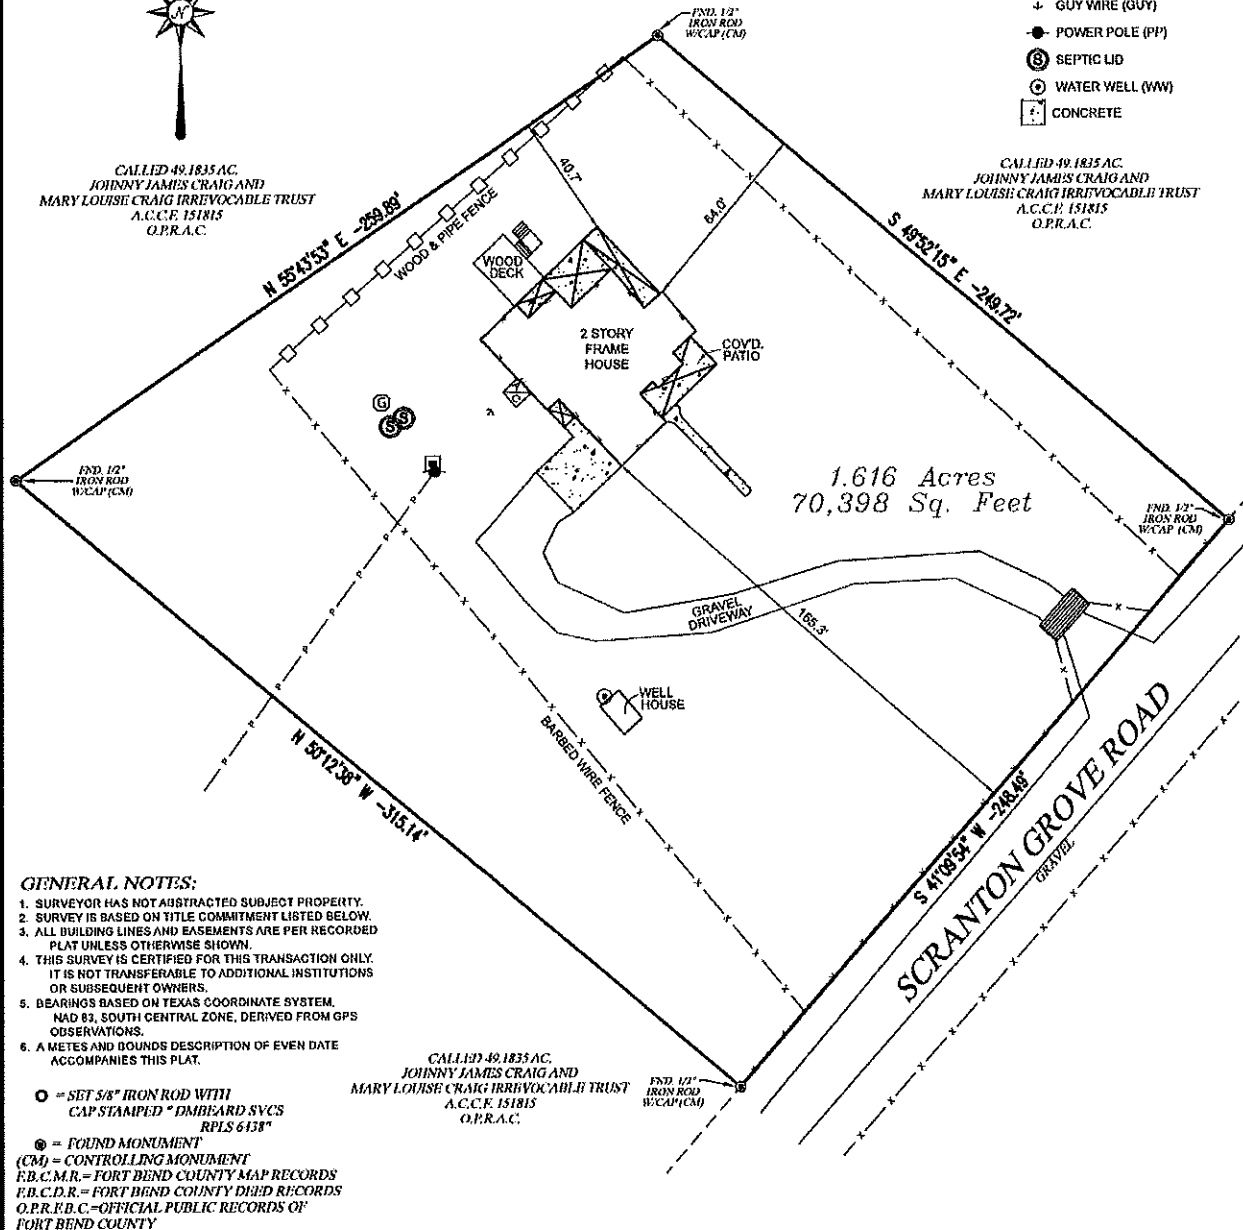 N
FND. 1/2"
IRON ROD
W/CAP (CM)
GUY WIRE (GUY)
POWER POLE (PP)
S SEPTIC LID
WATER WELL (WW)
CONCRETE
CALLED 49.1835 AC.
JOHNNY JAMES CRAIG AND
MARY LOUISE CRAIG IRREVOCABLE TRUST
A.C.C.F. 151815
O.P.R.A.C.
CALLED 49.1835 AC.
JOHNNY JAMES CRAIG AND
MARY LOUISE CRAIG IRREVOCABLE TRUST
A.C.C.F. 151815
O.P.R.A.C.
N 55°43'53" E -259.89'
WOOD & PIPE FENCE
40.7'
64.0'
S 49°52'15" E -249.72'
WOOD
DECK
2 STORY
FRAME
HOUSE
COV'D.
PATIO
A/C
G
S S
FND. 1/2"
IRON ROD
W/CAP (CM)
1.616 Acres
70,398 Sq. Feet
FND. 1/2"
IRON ROD
W/CAP (CM)
GRAVEL
DRIVEWAY
165.3'
WELL
HOUSE
BARBED WIRE FENCE
N 50°12'38" W -315.14'
S 41°09'54" W -248.49'
SCRANTON GROVE ROAD
GRAVEL
GENERAL NOTES:
1. SURVEYOR HAS NOT ABSTRACTED SUBJECT PROPERTY.
2. SURVEY IS BASED ON TITLE COMMITMENT LISTED BELOW.
3. ALL BUILDING LINES AND EASEMENTS ARE PER RECORDED
PLAT UNLESS OTHERWISE SHOWN.
4. THIS SURVEY IS CERTIFIED FOR THIS TRANSACTION ONLY.
IT IS NOT TRANSFERABLE TO ADDITIONAL INSTITUTIONS
OR SUBSEQUENT OWNERS.
5. BEARINGS BASED ON TEXAS COORDINATE SYSTEM,
NAD 83, SOUTH CENTRAL ZONE, DERIVED FROM GPS
OBSERVATIONS.
6. A METES AND BOUNDS DESCRIPTION OF EVEN DATE
ACCOMPANIES THIS PLAT.
CALLED 49.1835 AC.
JOHNNY JAMES CRAIG AND
MARY LOUISE CRAIG IRREVOCABLE TRUST
A.C.C.F. 151815
O.P.R.A.C.
FND. 1/2"
IRON ROD
W/CAP (CM)
= SET 5/8" IRON ROD WITH
CAP STAMPED "DMBEARD SVCS
RPLS 6438"
= FOUND MONUMENT
(CM) = CONTROLLING MONUMENT
F.B.C.M.R.= FORT BEND COUNTY MAP RECORDS
F.B.C.D.R.= FORT BEND COUNTY DEED RECORDS
O.P.R.F.B.C.=OFFICIAL PUBLIC RECORDS OF
FORT BEND COUNTY